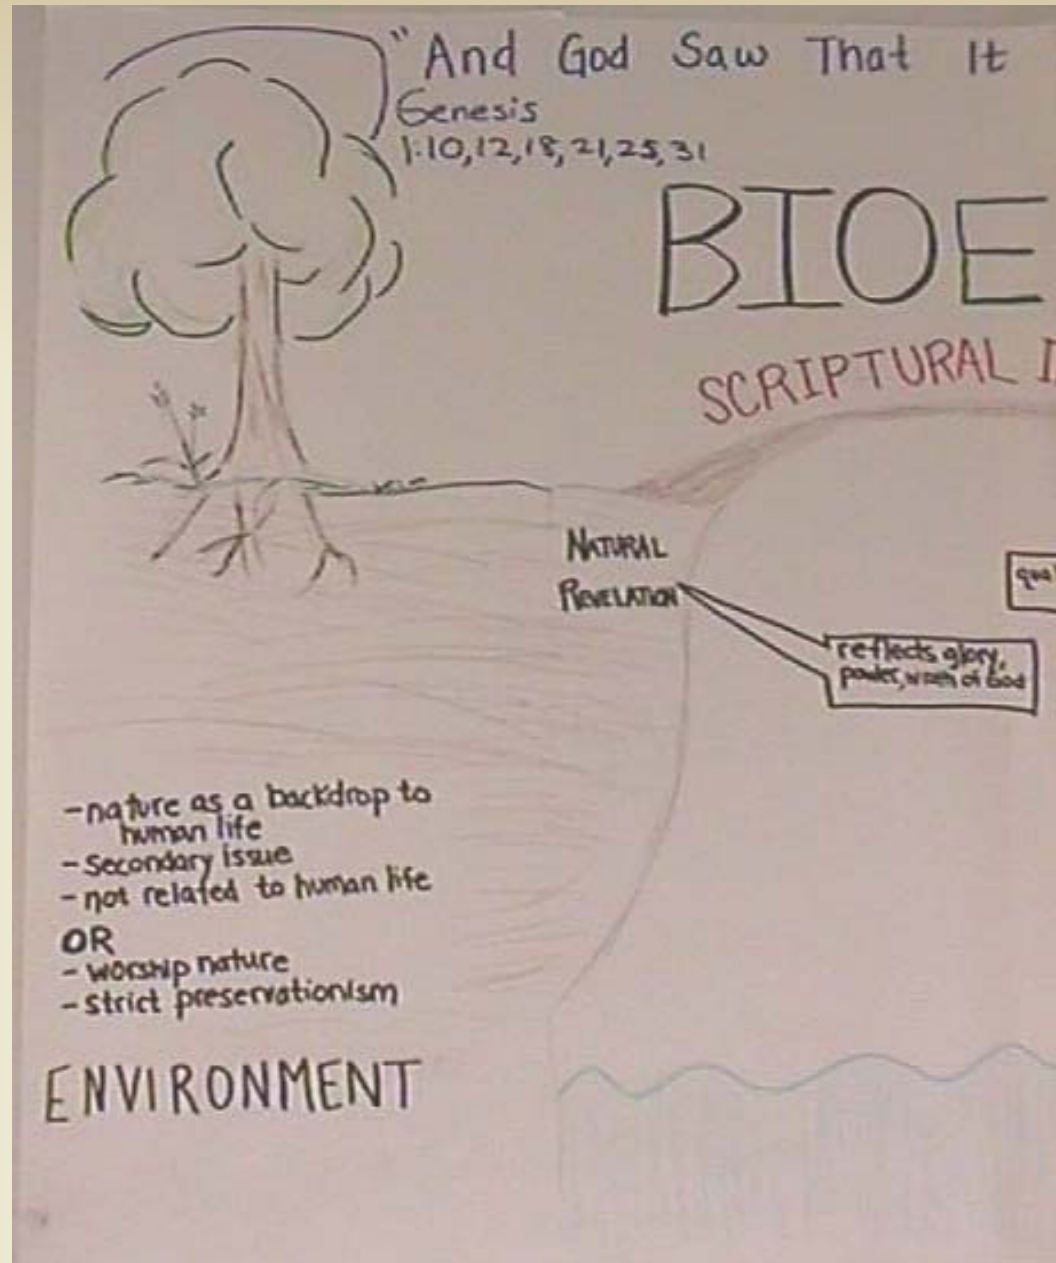 "And God Saw That It
Genesis
1:10,12,18,21,25,31
BIOE
SCRIPTURAL I
NATURAL
REVELATION
qual
reflects glory,
power, of God
-nature as a backdrop to
human life
-secondary issue
-not related to human life
OR
-worship nature
-strict preservationism
ENVIRONMENT